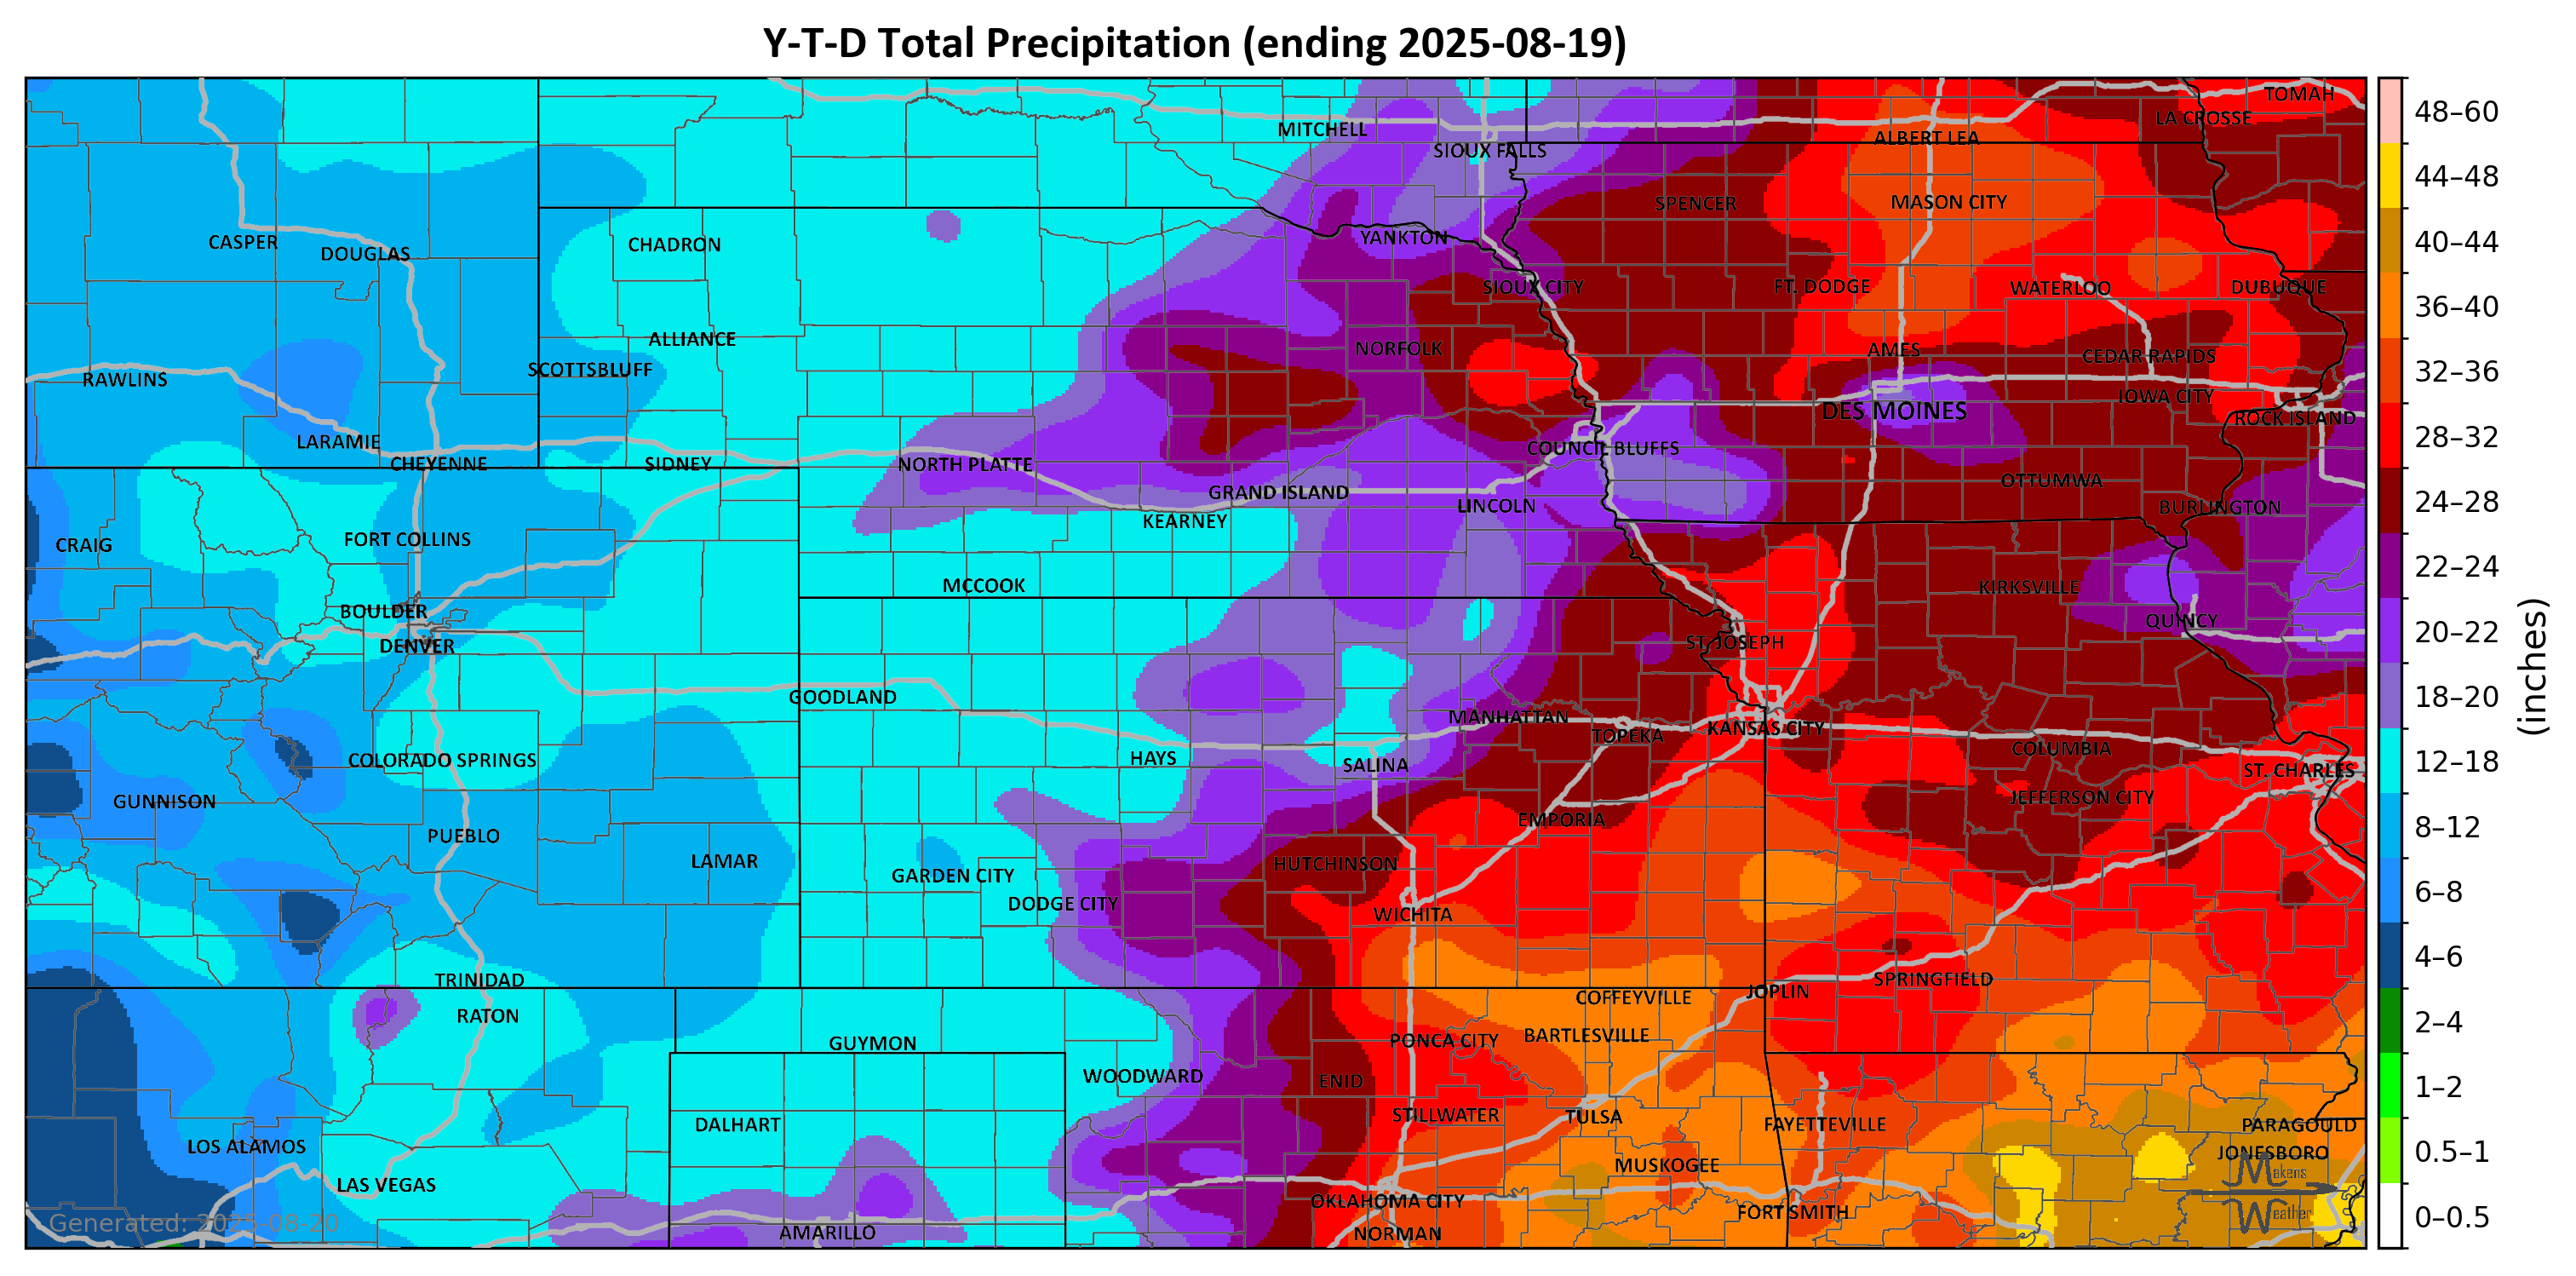 Y-T-D Total Precipitation (ending 2025-08-19)
TOMAH
LA CROSSE
MITCHELL
ALBERT LEA
SIOUX FALLS
SPENCER
MASON CITY
YANKTON
CASPER
DOUGLAS
CHADRON
SIOUX CITY
FT. DODGE
WATERLOO
DUBUQUE
ALLIANCE
NORFOLK
AMES
CEDAR RAPIDS
SCOTTSBLUFF
RAWLINS
IOWA CITY
DES MOINES
ROCK ISLAND
LARAMIE
COUNCIL BLUFFS
CHEYENNE
SIDNEY
NORTH PLATTE
OTTUMWA
GRAND ISLAND
LINCOLN
BURLINGTON
KEARNEY
FORT COLLINS
CRAIG
MCCOOK
KIRKSVILLE
BOULDER
QUINCY
DENVER
ST. JOSEPH
GOODLAND
MANHATTAN
KANSAS CITY
TOPEKA
COLUMBIA
HAYS
COLORADO SPRINGS
SALINA
ST. CHARLES
GUNNISON
JEFFERSON CITY
EMPORIA
PUEBLO
LAMAR
HUTCHINSON
GARDEN CITY
DODGE CITY
WICHITA
TRINIDAD
SPRINGFIELD
JOPLIN
COFFEYVILLE
RATON
BARTLESVILLE
GUYMON
PONCA CITY
WOODWARD
ENID
STILLWATER
TULSA
DALHART
FAYETTEVILLE
PARAGOULD
LOS ALAMOS
JONESBORO
MUSKOGEE
LAS VEGAS
OKLAHOMA CITY
FORT SMITH
AMARILLO
NORMAN
Generated: 2025-08-20
Makens
Weather
48–60
44–48
40–44
36–40
32–36
28–32
24–28
22–24
20–22
18–20
12–18
8–12
6–8
4–6
2–4
1–2
0.5–1
0–0.5
(inches)